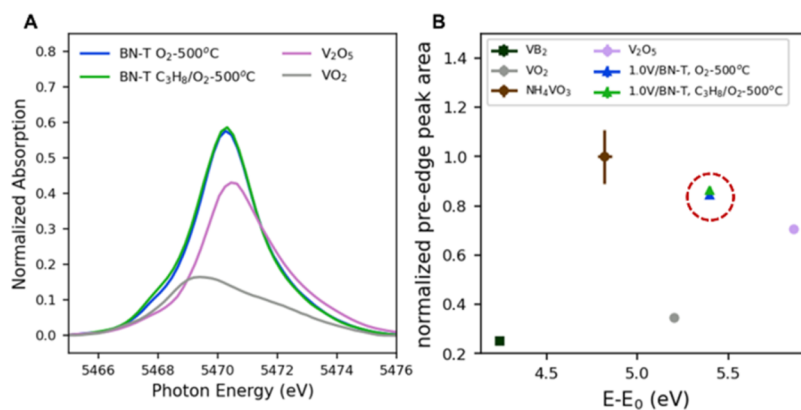 A
BN-T O₂-500°C
BN-T C₃H₈/O₂-500°C
V₂O₅
VO₂
0.8
0.7
0.6
0.5
0.4
0.3
0.2
0.1
0.0
Normalized Absorption
5466 5468 5470 5472 5474 5476
Photon Energy (eV)
B
VB₂
VO₂
NH₄VO₃
V₂O₅
1.0V/BN-T, O₂-500°C
1.0V/BN-T, C₃H₈/O₂-500°C
1.4
1.2
1.0
0.8
0.6
0.4
0.2
normalized pre-edge peak area
4.5 5.0 5.5
E-E₀ (eV)